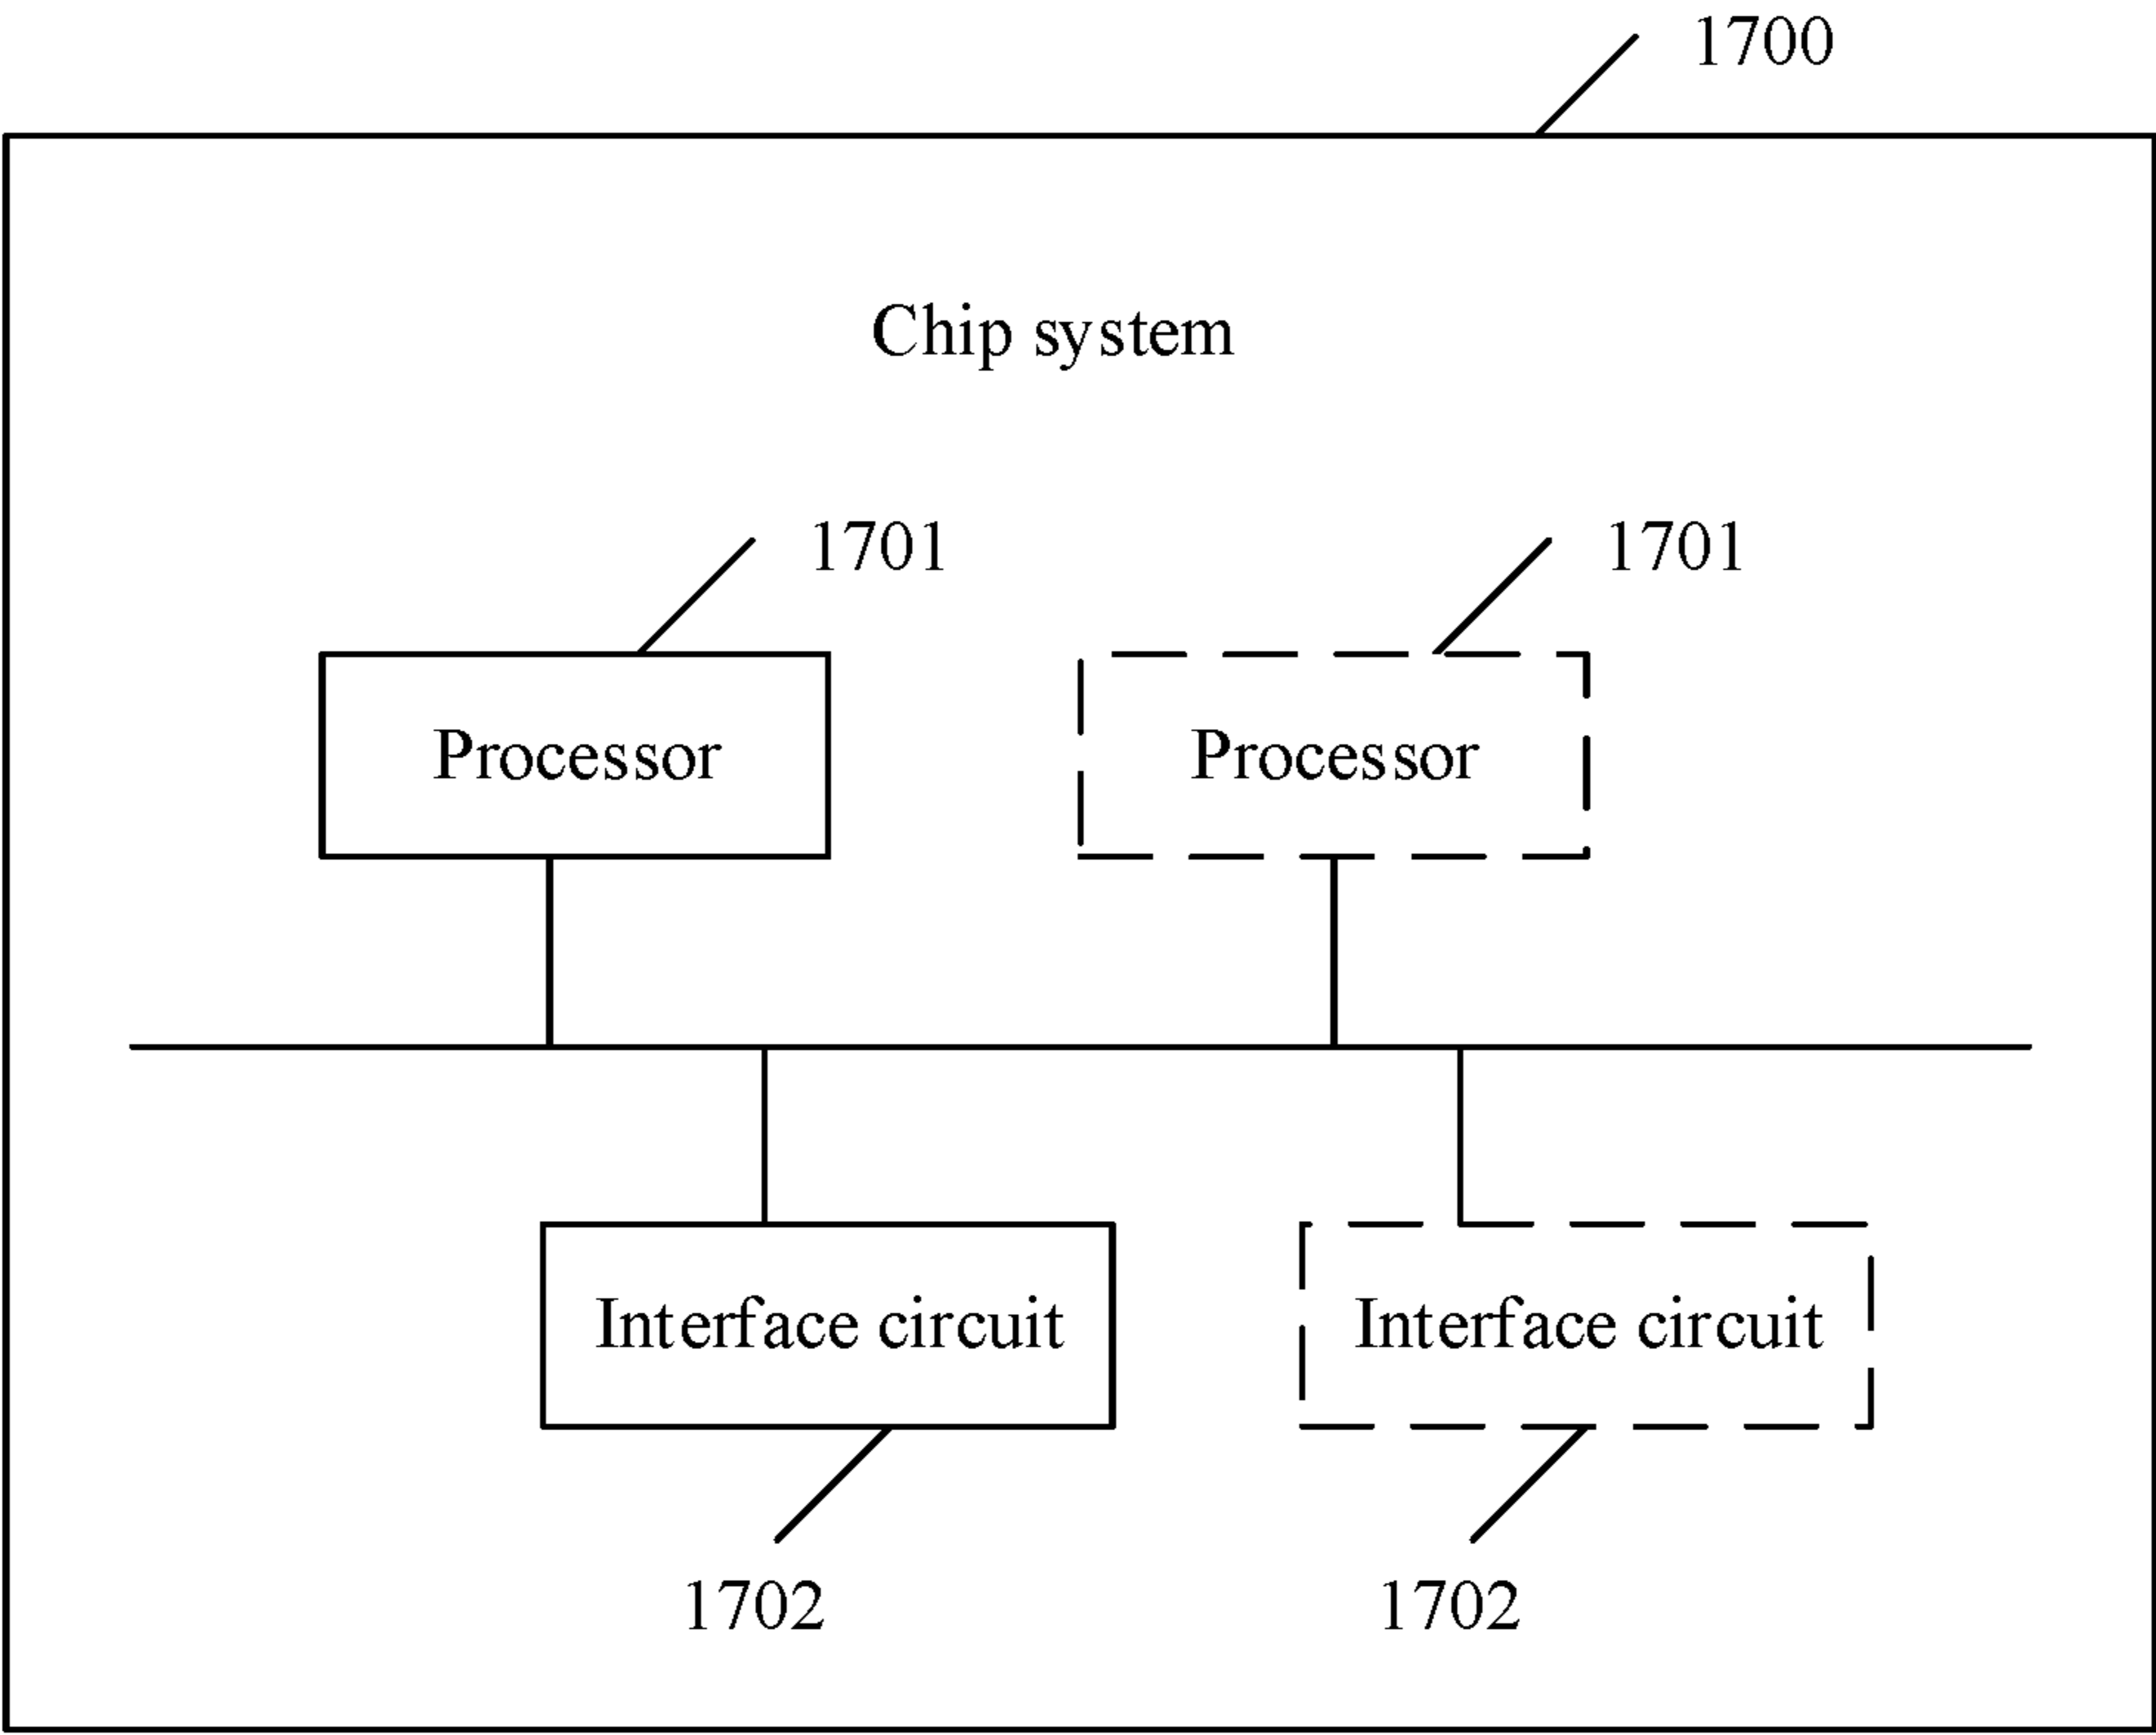 1700
Chip system
1701 1701
Processor Processor
Interface circuit Interface circuit
1702 1702